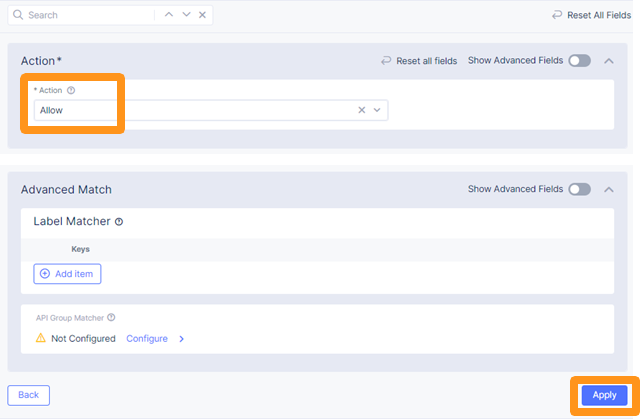 Search
Reset All Fields
Action*
Reset all fields
Show Advanced Fields
* Action
Allow
Advanced Match
Show Advanced Fields
Label Matcher
Keys
Add item
API Group Matcher
Not Configured Configure
Back
Apply